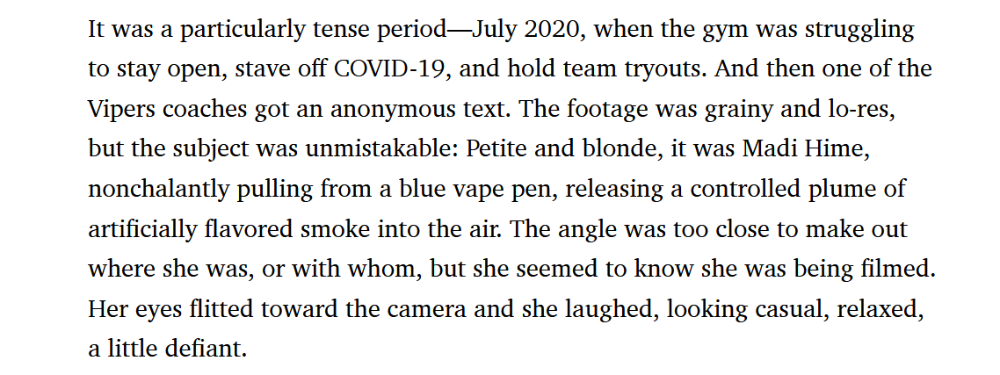 It was a particularly tense period—July 2020, when the gym was struggling
to stay open, stave off COVID-19, and hold team tryouts. And then one of the
Vipers coaches got an anonymous text. The footage was grainy and lo-res,
but the subject was unmistakable: Petite and blonde, it was Madi Hime,
nonchalantly pulling from a blue vape pen, releasing a controlled plume of
artificially flavored smoke into the air. The angle was too close to make out
where she was, or with whom, but she seemed to know she was being filmed.
Her eyes flitted toward the camera and she laughed, looking casual, relaxed,
a little defiant.